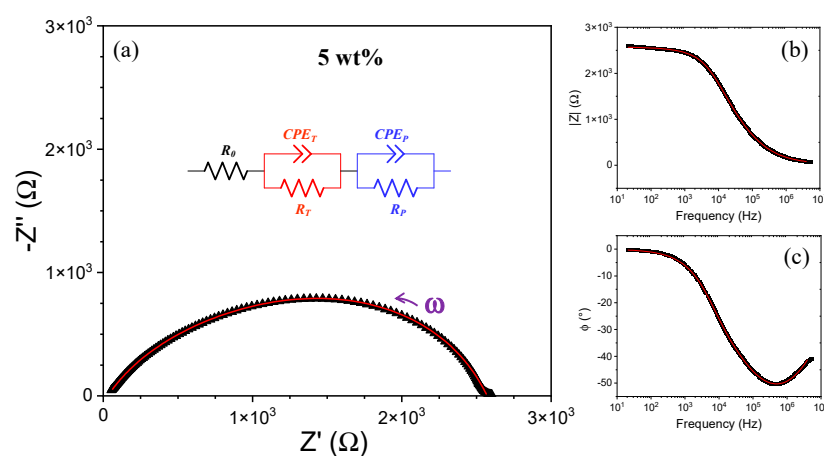 (a)
5 wt%
R₀
CPE_T
R_T
CPE_P
R_P
ω
-Z'' (Ω)
3×10³
2×10³
1×10³
0
0
1×10³
2×10³
3×10³
Z' (Ω)
(b)
|Z| (Ω)
3×10³
2×10³
1×10³
0
10¹ 10² 10³ 10⁴ 10⁵ 10⁶ 10
Frequency (Hz)
(c)
ϕ (°)
0
-10
-20
-30
-40
-50
10¹ 10² 10³ 10⁴ 10⁵ 10⁶ 10
Frequency (Hz)